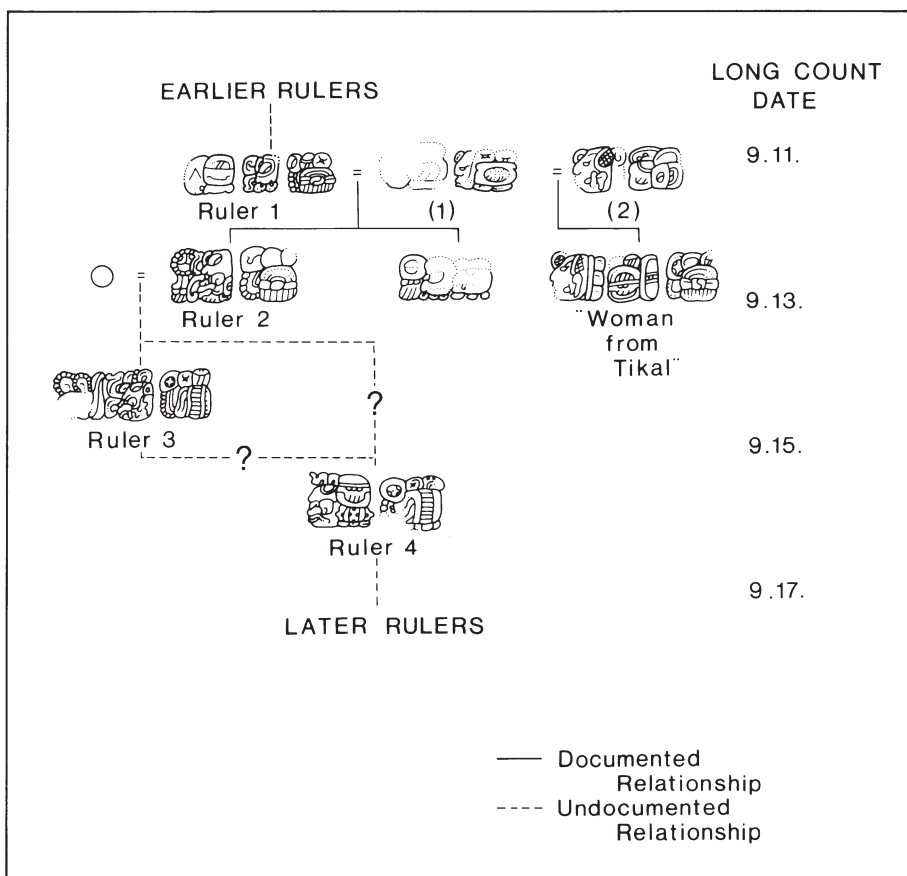 LONG COUNT
DATE
EARLIER RULERS
9.11.
Ruler 1
(1)
(2)
9.13.
Ruler 2
"Woman
from
Tikal"
?
Ruler 3
?
9.15.
Ruler 4
9.17.
LATER RULERS
Documented
Relationship
Undocumented
Relationship